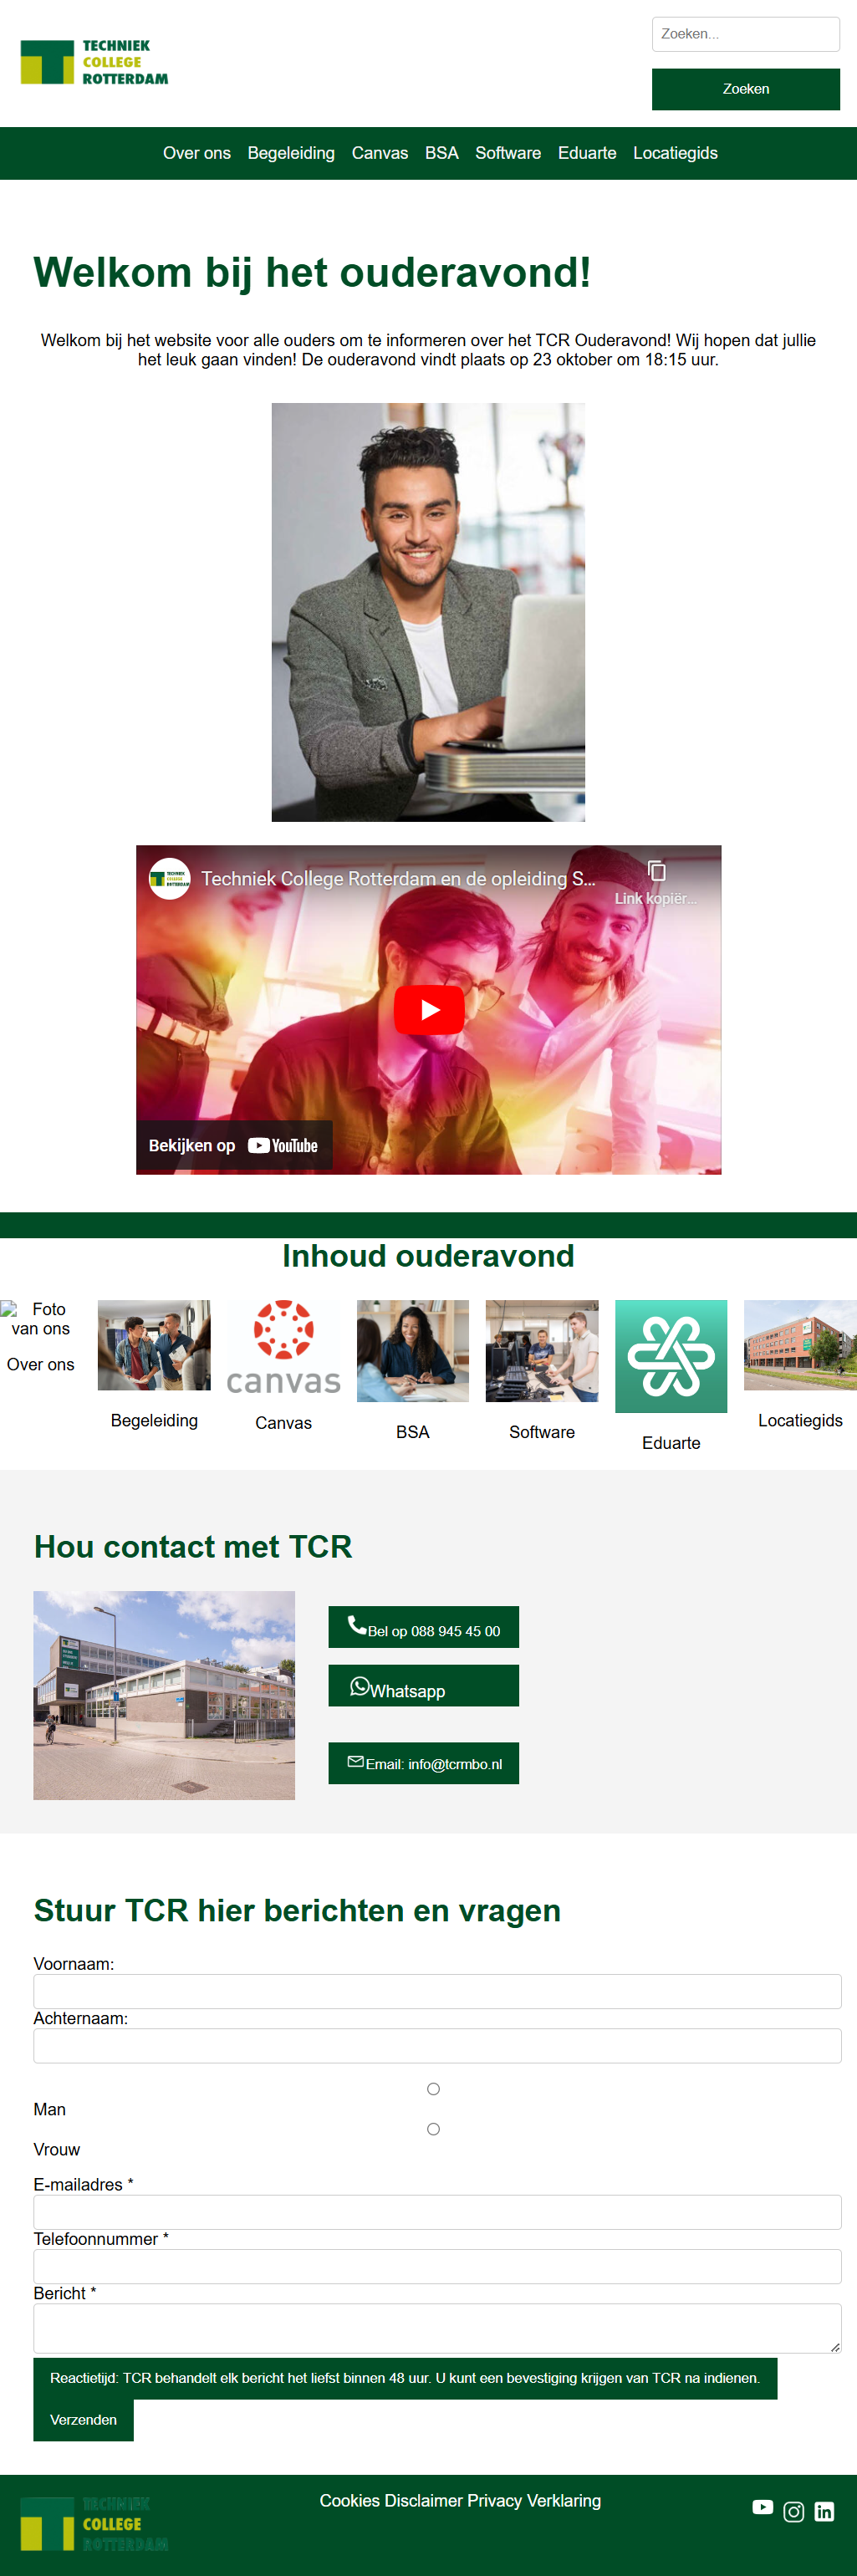 TECHNIEK
COLLEGE
ROTTERDAM
Zoeken...
Zoeken
Over ons Begeleiding Canvas BSA Software Eduarte Locatiegids
Welkom bij het ouderavond!
Welkom bij het website voor alle ouders om te informeren over het TCR Ouderavond! Wij hopen dat jullie
het leuk gaan vinden! De ouderavond vindt plaats op 23 oktober om 18:15 uur.
TECHNIEK
COLLEGE
ROTTERDAM
Techniek College Rotterdam en de opleiding S...
Link kopiër...
Bekijken op YouTube
Inhoud ouderavond
Foto
van ons
Over ons
Begeleiding
canvas
Canvas
BSA
Software
Eduarte
Locatiegids
Hou contact met TCR
Bel op 088 945 45 00
Whatsapp
Email: info@tcrmbo.nl
Stuur TCR hier berichten en vragen
Voornaam:
Achternaam:
Man
Vrouw
E-mailadres *
Telefoonnummer *
Bericht *
Reactietijd: TCR behandelt elk bericht het liefst binnen 48 uur. U kunt een bevestiging krijgen van TCR na indienen.
Verzenden
TECHNIEK
COLLEGE
ROTTERDAM
Cookies Disclaimer Privacy Verklaring
in